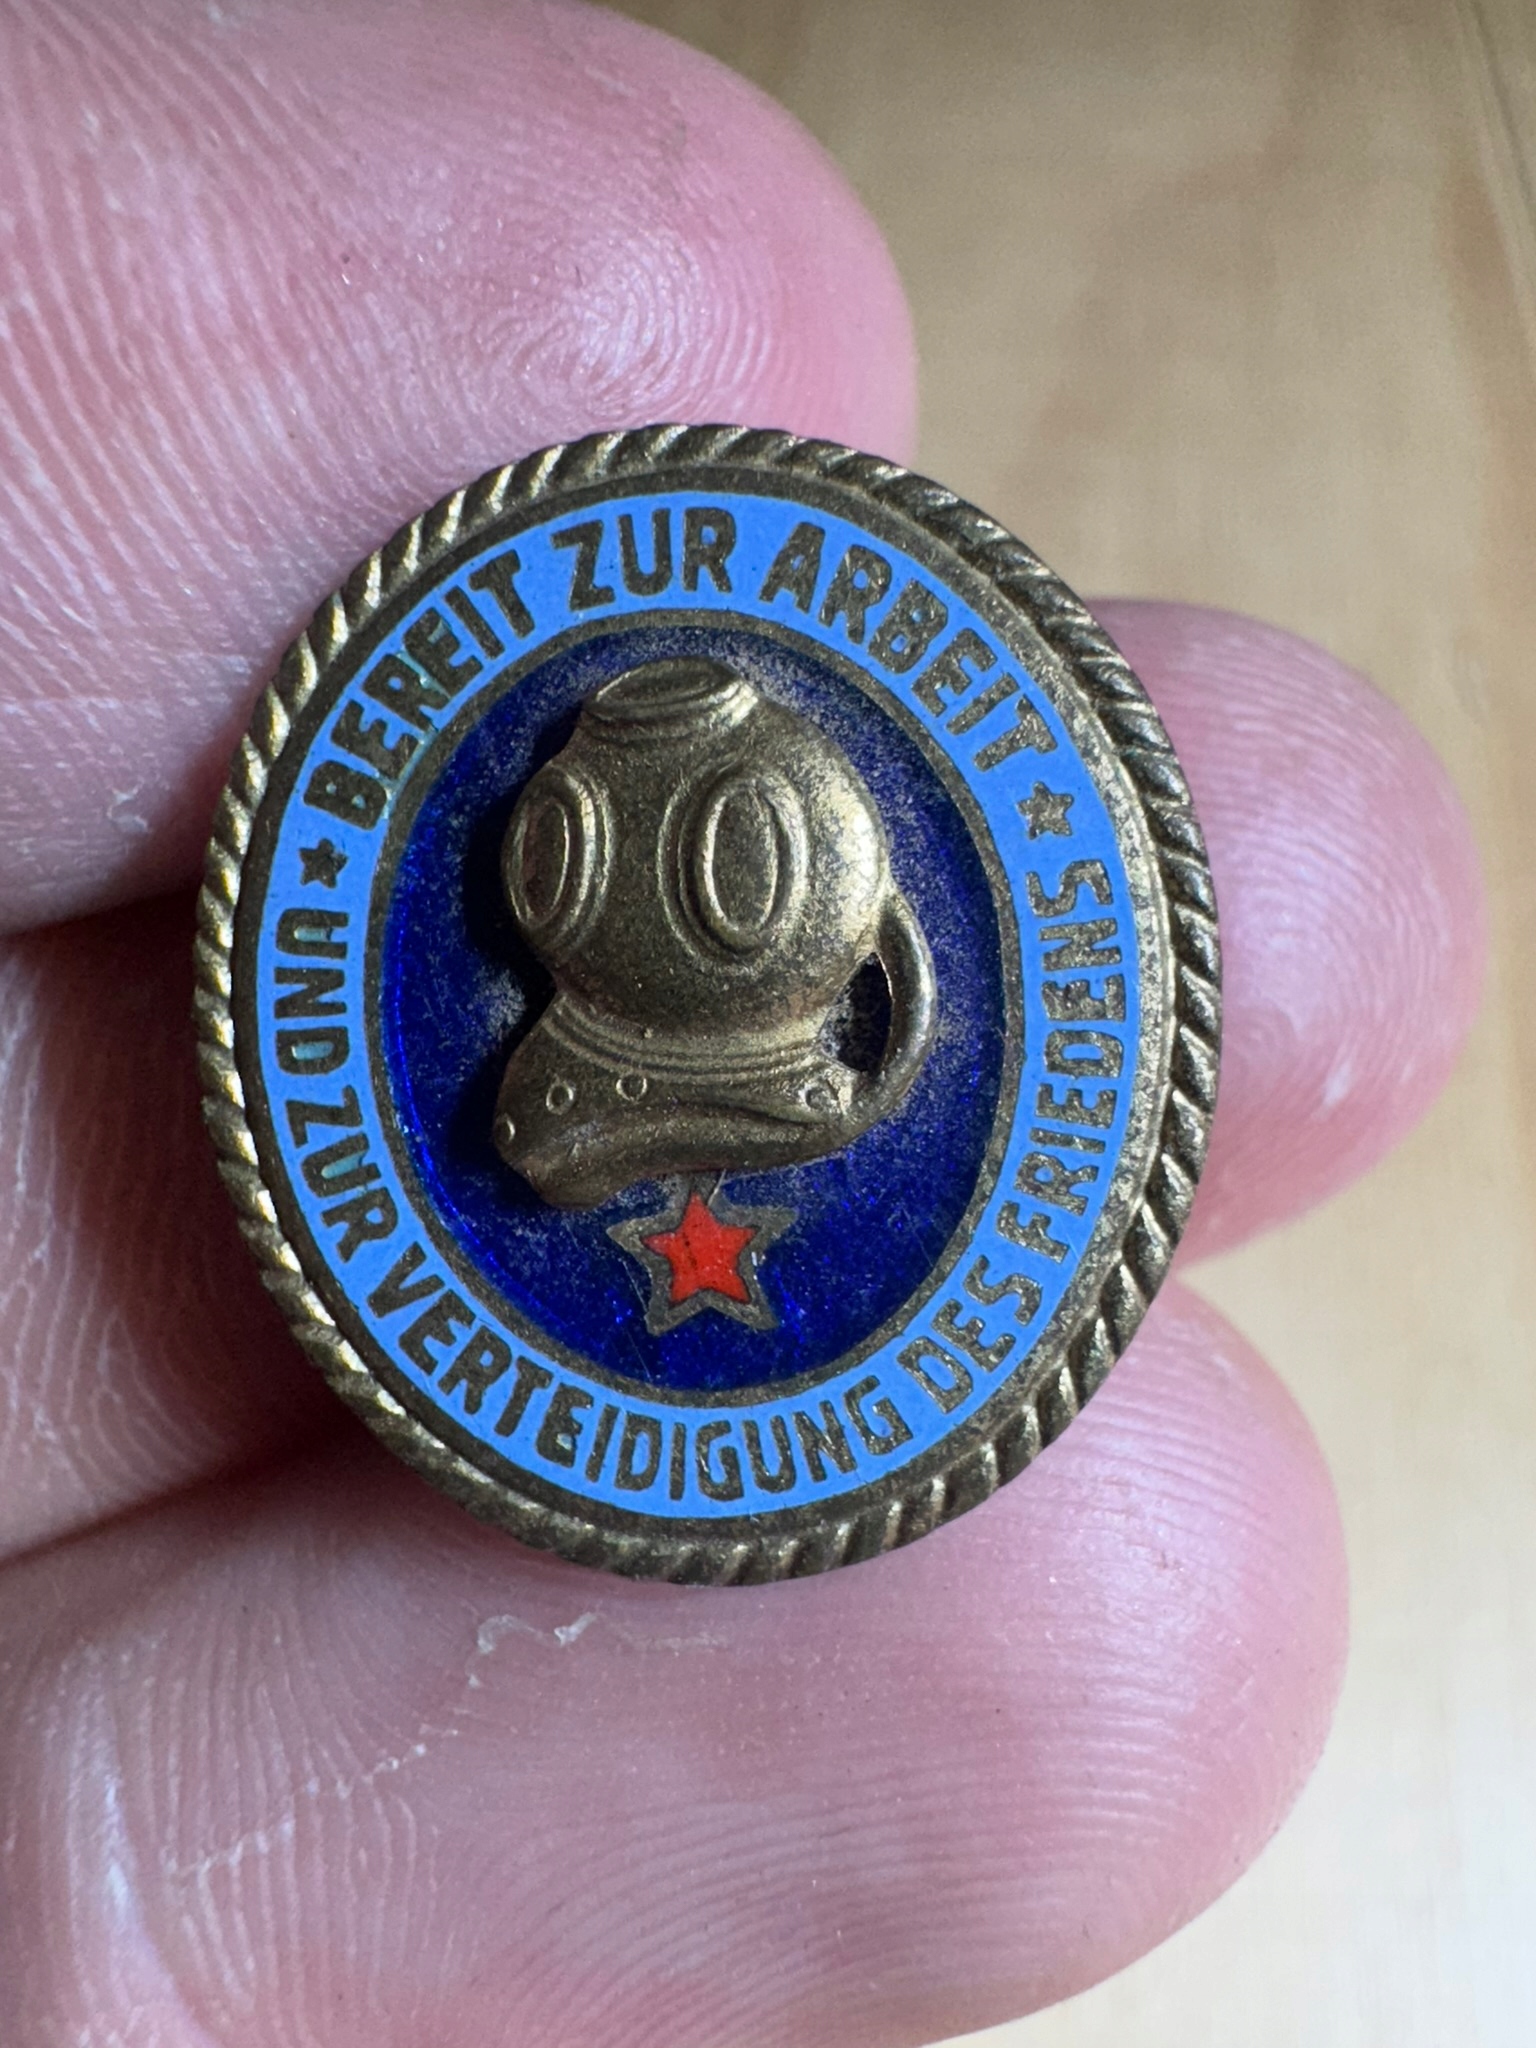 BEREIT ZUR ARBEIT
UND ZUR VERTEIDIGUNG DES FRIEDENS